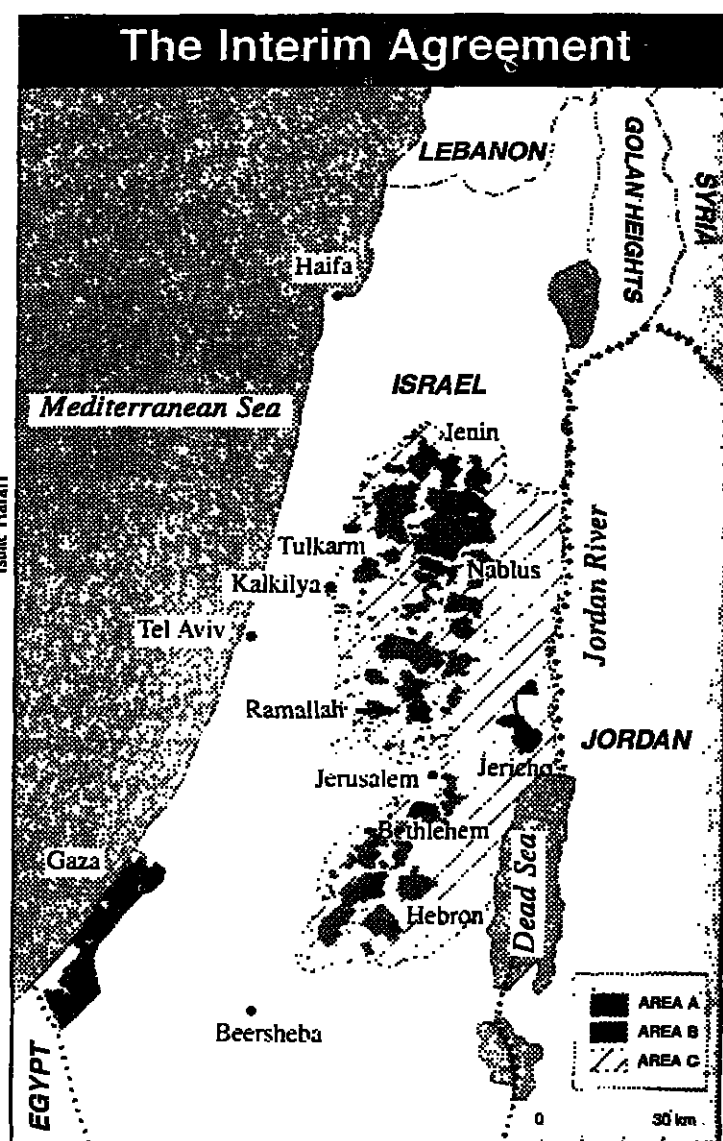 The Interim Agreement
LEBANON
GOLAN HEIGHTS
SYRIA
Haifa
ISRAEL
Mediterranean Sea
Jenin
Tulkarm
Nablus
Kalkilya
Tel Aviv
Jordan River
Ramallah
JORDAN
Jerusalem
Jericho
Bethlehem
Gaza
Dead Sea
Hebron
Beersheba
EGYPT
AREA A
AREA B
AREA C
0 30 km